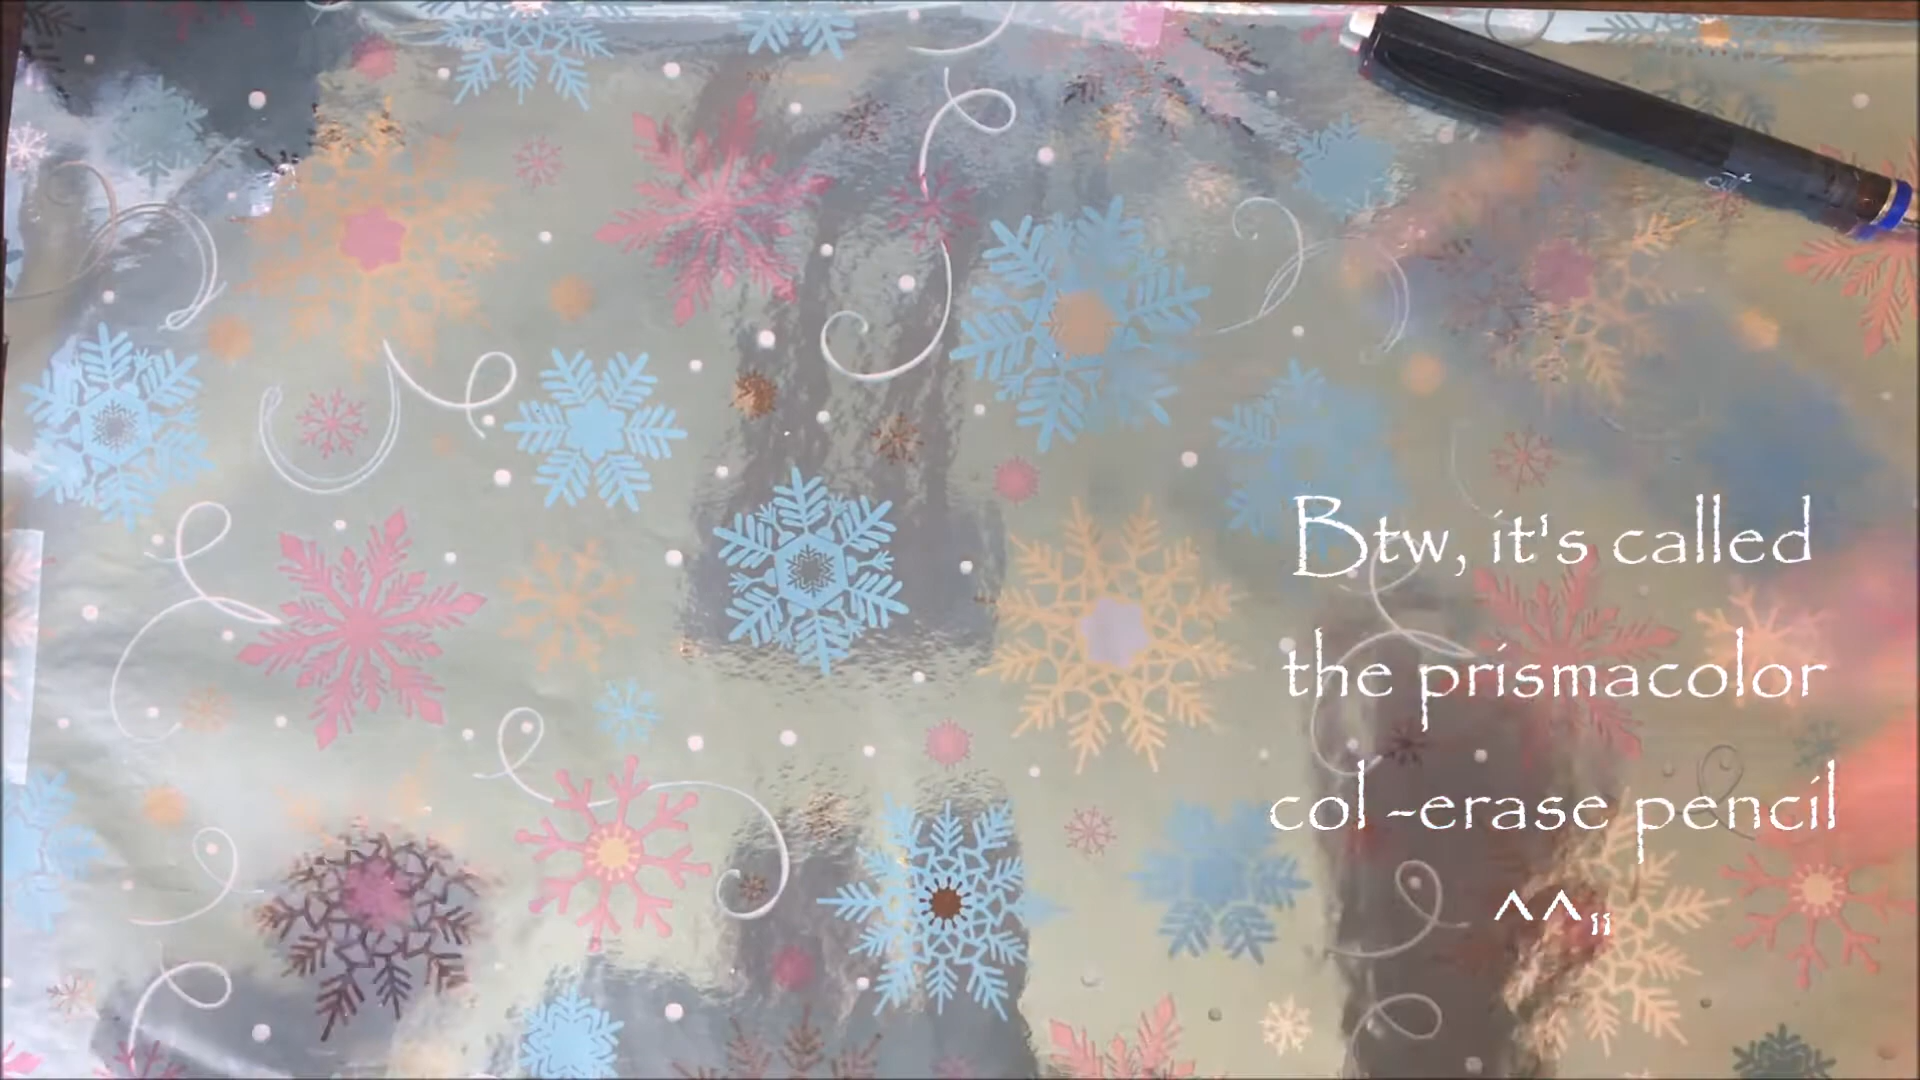 Btw, it's called
the prismacolor
col-erase pencil
^^;;